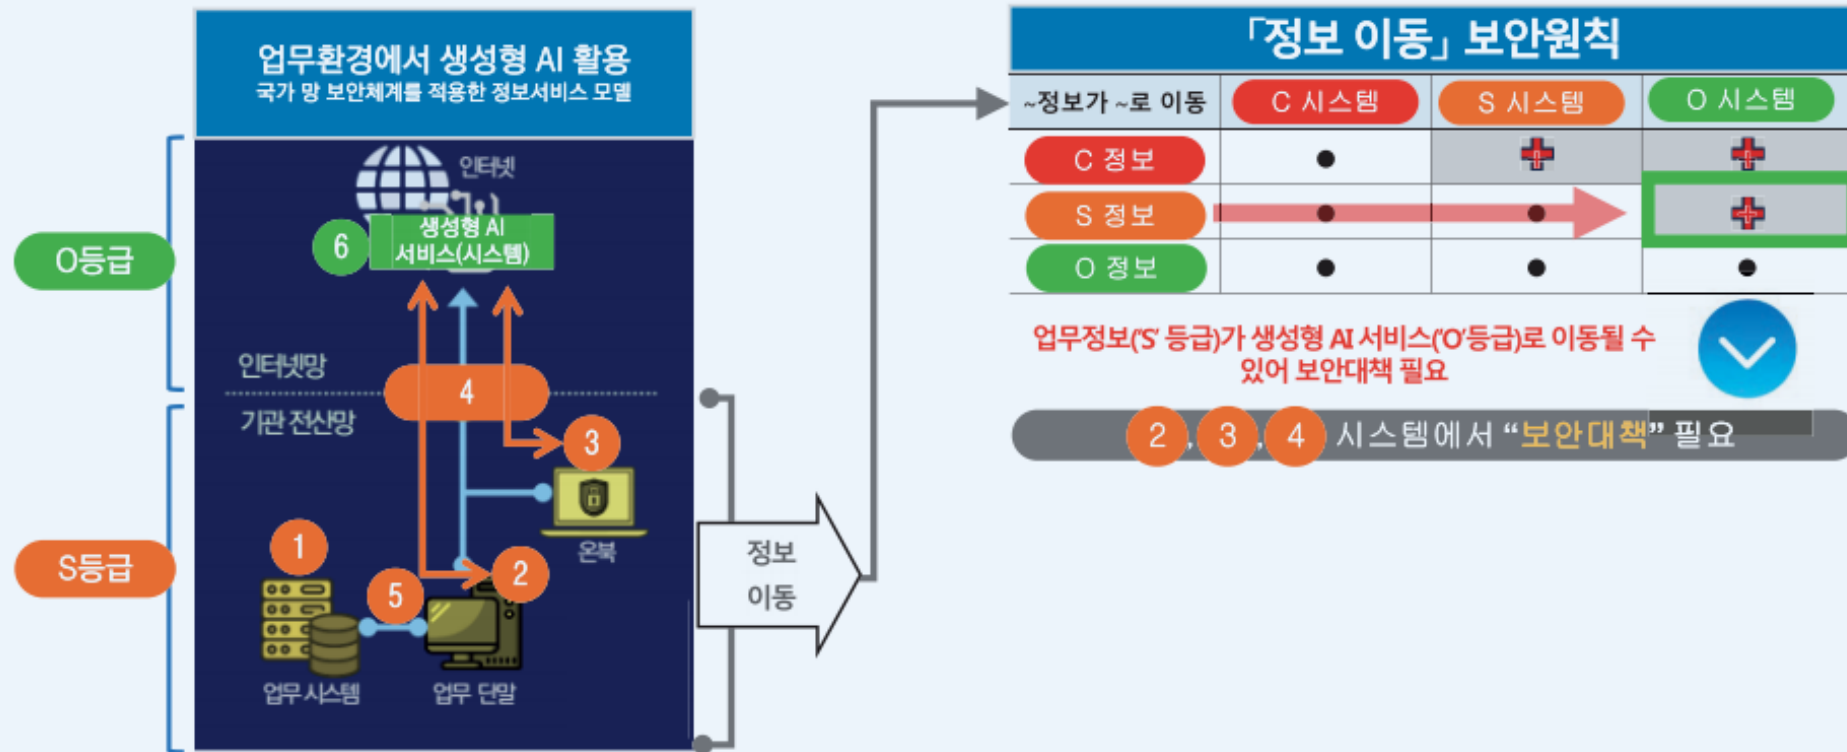 업무환경에서 생성형 AI 활용
국가 망 보안체계를 적용한 정보서비스 모델
인터넷
6
생성형 AI
서비스(시스템)
O등급
인터넷망
4
기관 전산망
3
온북
S등급
1
2
5
업무 시스템
업무 단말
정보
이동
「정보 이동」 보안원칙
~정보가 ~로 이동 C 시스템 S 시스템 O 시스템
C 정보
S 정보
O 정보
업무정보('S' 등급)가 생성형 AI 서비스('O'등급)로 이동될 수
있어 보안대책 필요
2, 3, 4 시스템에서 “보안대책” 필요